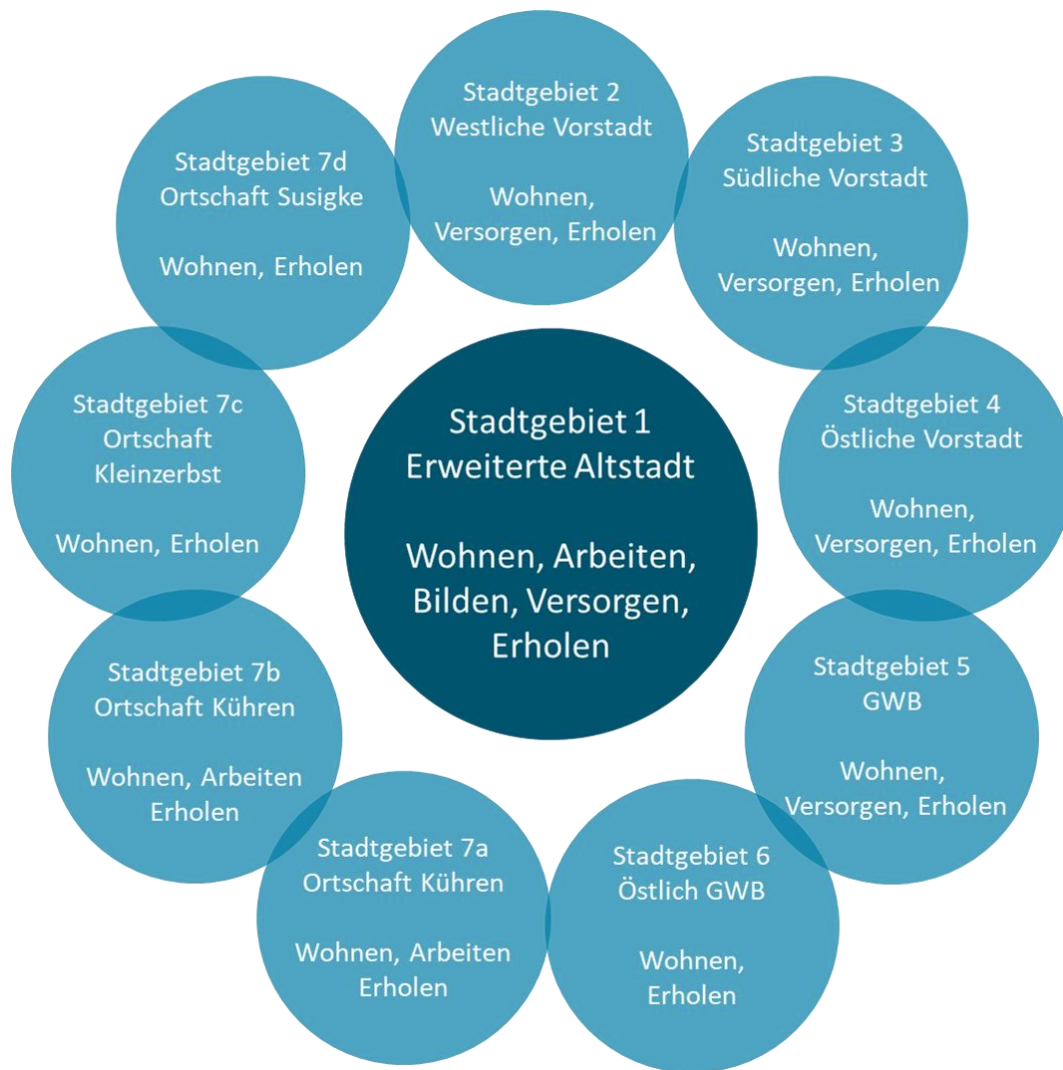 Stadtgebiet 2
Westliche Vorstadt
Wohnen,
Versorgen, Erholen
Stadtgebiet 3
Südliche Vorstadt
Wohnen,
Versorgen, Erholen
Stadtgebiet 4
Östliche Vorstadt
Wohnen,
Versorgen, Erholen
Stadtgebiet 5
GWB
Wohnen,
Versorgen, Erholen
Stadtgebiet 6
Östlich GWB
Wohnen,
Erholen
Stadtgebiet 7a
Ortschaft Kühren
Wohnen, Arbeiten
Erholen
Stadtgebiet 7b
Ortschaft Kühren
Wohnen, Arbeiten
Erholen
Stadtgebiet 7c
Ortschaft
Kleinzerbst
Wohnen, Erholen
Stadtgebiet 7d
Ortschaft Susigke
Wohnen, Erholen
Stadtgebiet 1
Erweiterte Altstadt
Wohnen, Arbeiten,
Bilden, Versorgen,
Erholen